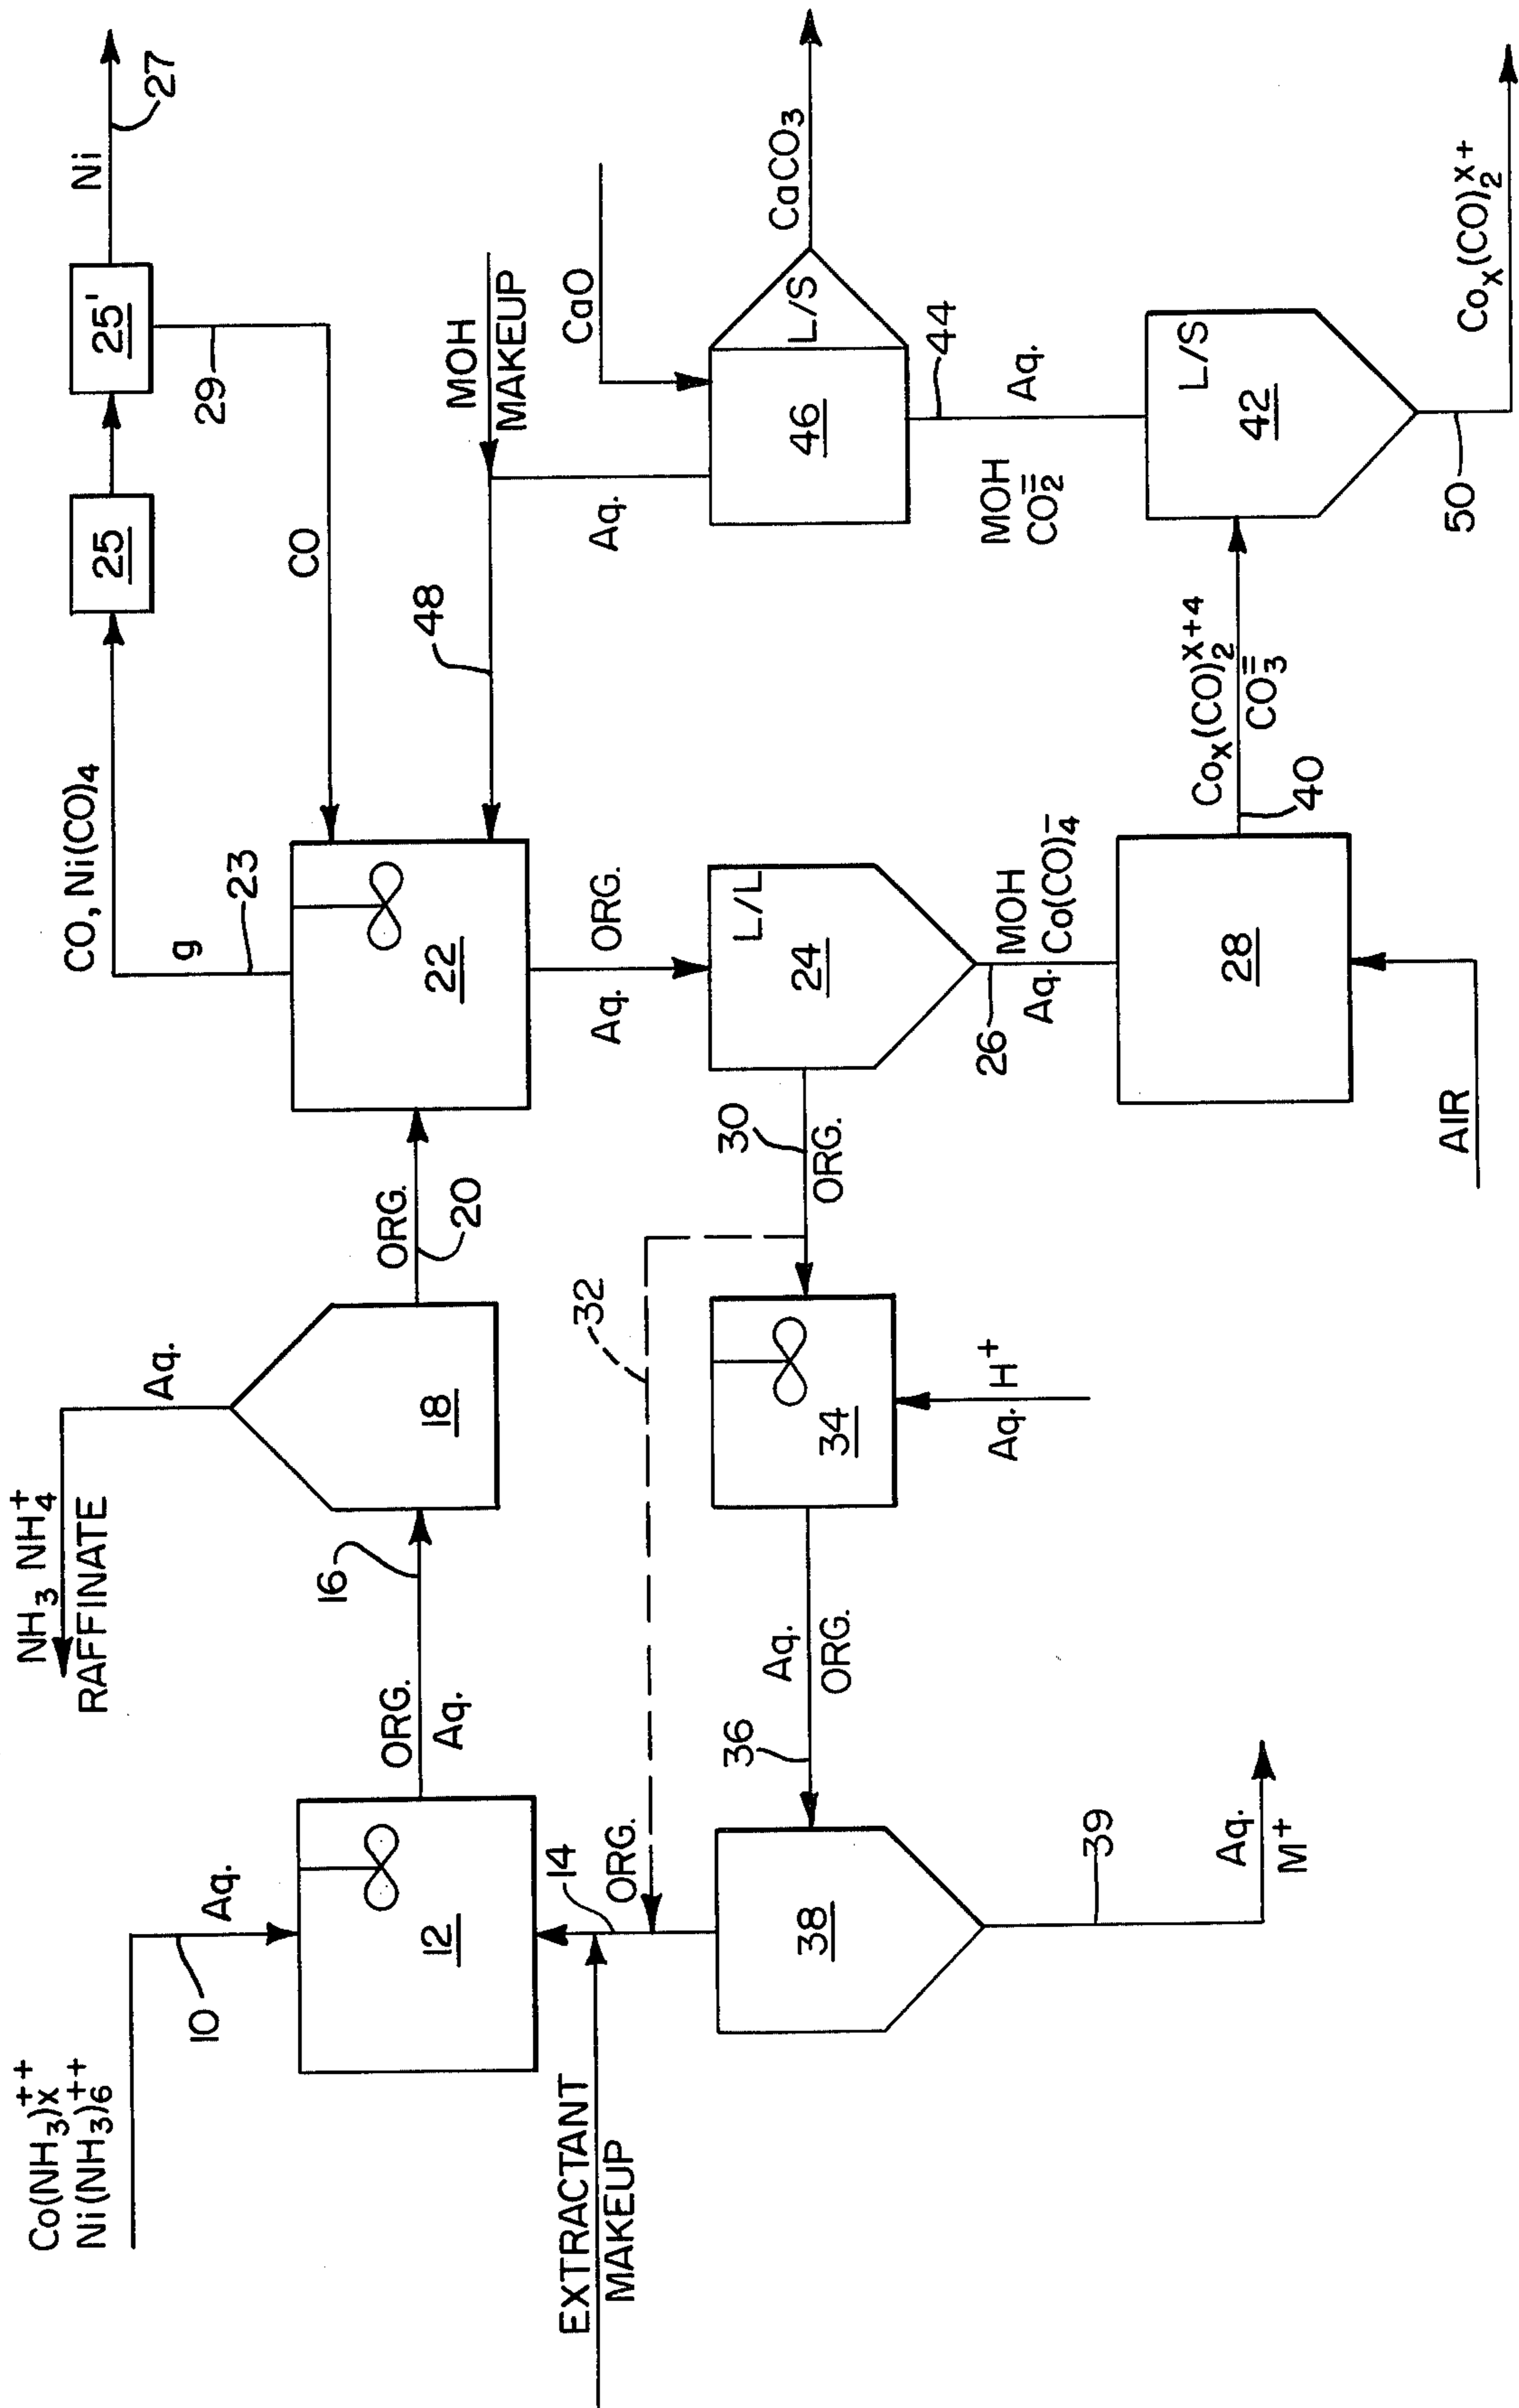 Co(NH3)x++
Ni(NH3)6++
10
Aq.
12
EXTRACTANT
MAKEUP
14
ORG.
ORG.
Aq.
16
NH3 NH4+
RAFFINATE
Aq.
18
ORG.
20
CO, Ni(CO)4
g
23
22
25
25'
Ni
27
29
CO
48
MOH
MAKEUP
Aq.
CaO
46
L/S
CaCO3
MOH
CO2=
Aq.
44
Aq.
ORG.
24
L/L
30
ORG.
32
34
Aq. H+
36
Aq.
ORG.
38
39
Aq.
M+
26
Aq.
MOH
Co(CO)4-
28
AIR
40
Cox(CO)2x+4
CO3=
42
L/S
50
Cox(CO)2x+